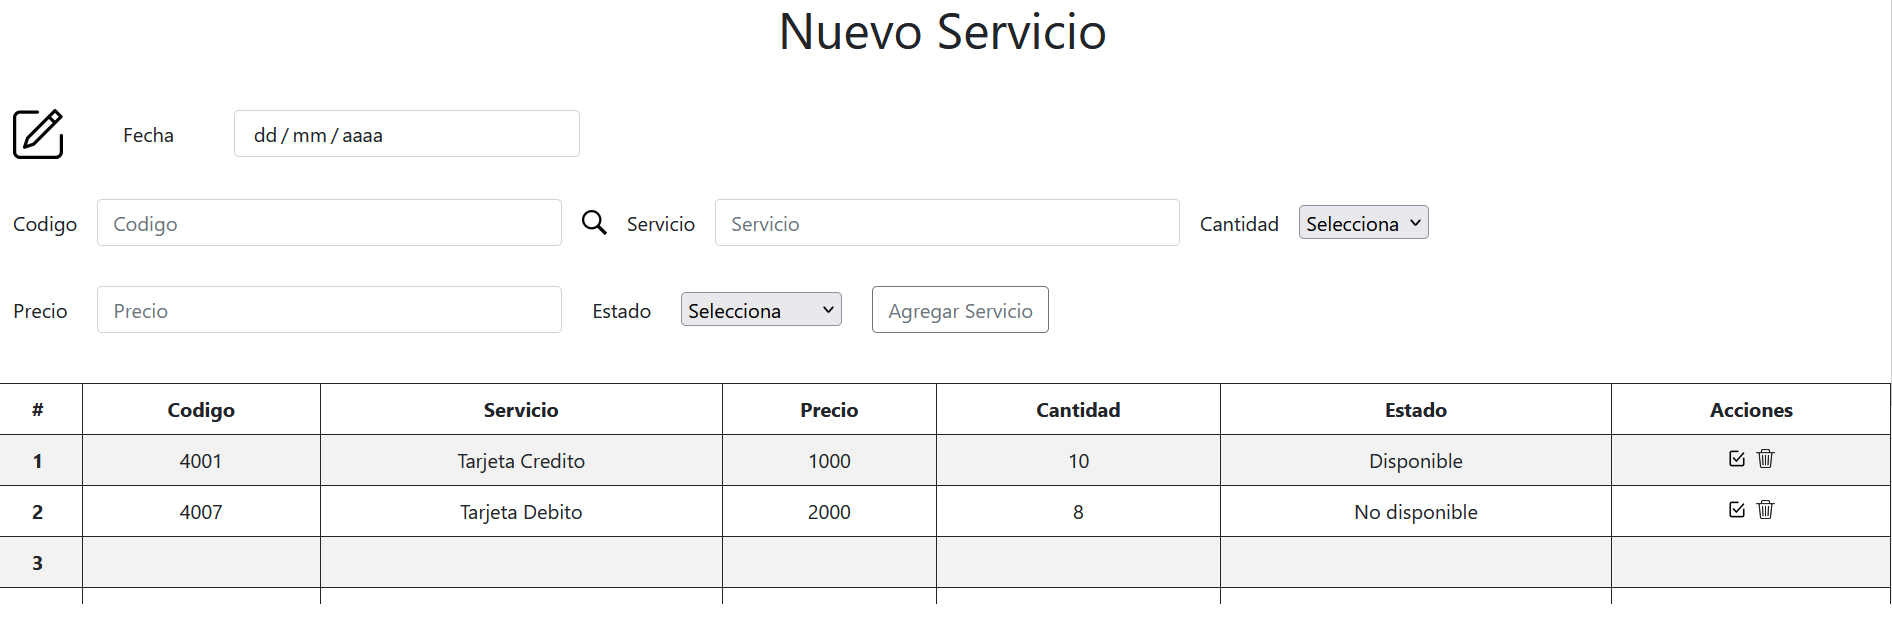 Nuevo Servicio
Fecha dd / mm / aaaa
Codigo Codigo Servicio Servicio Cantidad Selecciona
Precio Precio Estado Selecciona Agregar Servicio
# Codigo Servicio Precio Cantidad Estado Acciones
1 4001 Tarjeta Credito 1000 10 Disponible
2 4007 Tarjeta Debito 2000 8 No disponible
3